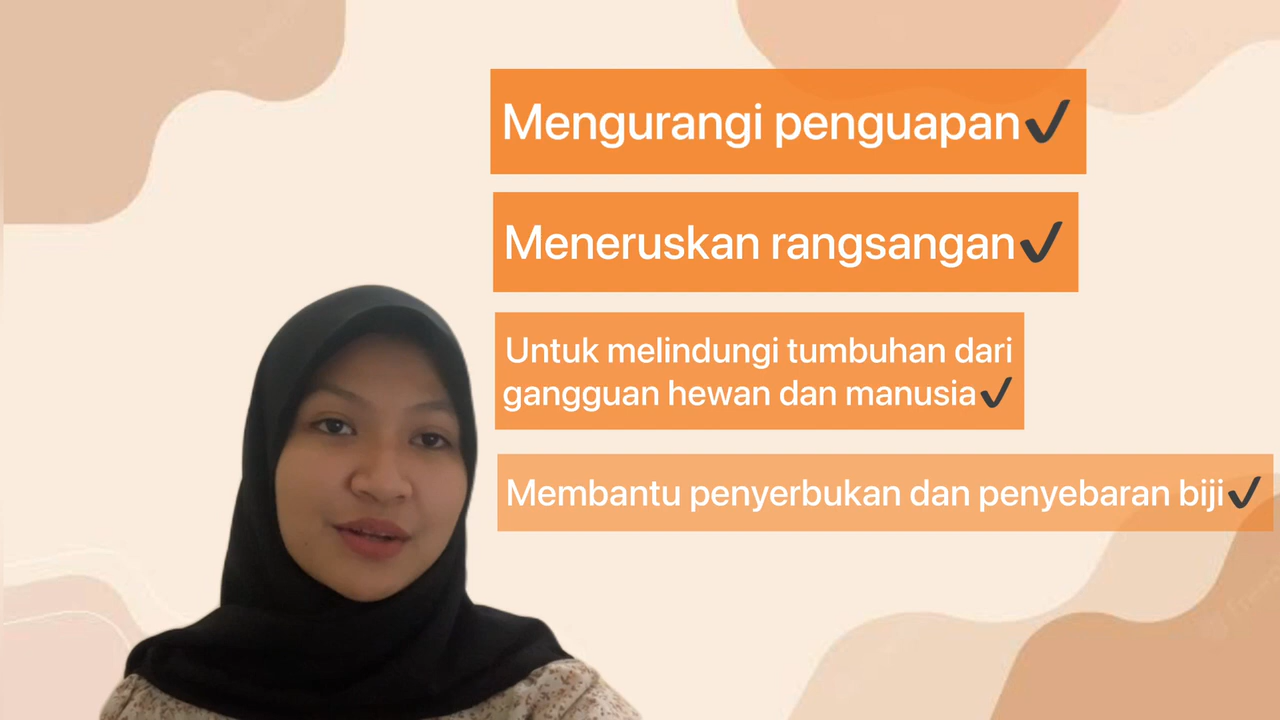 Mengurangi penguapan✔
Meneruskan rangsangan✔
Untuk melindungi tumbuhan dari
gangguan hewan dan manusia✔
Membantu penyerbukan dan penyebaran biji✔